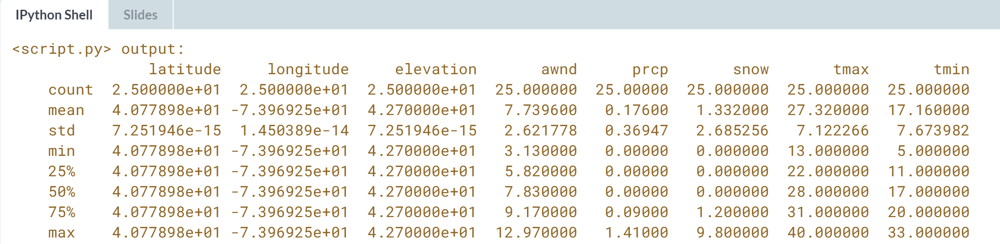 IPython Shell Slides
<script.py> output:
latitude longitude elevation awnd prcp snow tmax tmin
count 2.500000e+01 2.500000e+01 2.500000e+01 25.000000 25.00000 25.000000 25.000000 25.000000
mean 4.077898e+01 -7.396925e+01 4.270000e+01 7.739600 0.17600 1.332000 27.320000 17.160000
std 7.251946e-15 1.450389e-14 7.251946e-15 2.621778 0.36947 2.685256 7.122266 7.673982
min 4.077898e+01 -7.396925e+01 4.270000e+01 3.130000 0.00000 0.000000 13.000000 5.000000
25% 4.077898e+01 -7.396925e+01 4.270000e+01 5.820000 0.00000 0.000000 22.000000 11.000000
50% 4.077898e+01 -7.396925e+01 4.270000e+01 7.830000 0.00000 0.000000 28.000000 17.000000
75% 4.077898e+01 -7.396925e+01 4.270000e+01 9.170000 0.09000 1.200000 31.000000 20.000000
max 4.077898e+01 -7.396925e+01 4.270000e+01 12.970000 1.41000 9.800000 40.000000 33.000000